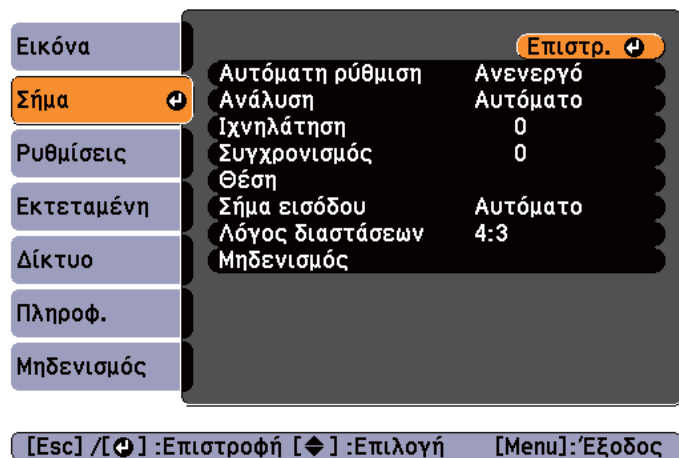 Εικόνα
Σήμα
Ρυθμίσεις
Εκτεταμένη
Δίκτυο
Πληροφ.
Μηδενισμός
Επιστρ.
Αυτόματη ρύθμιση Ανενεργό
Ανάλυση Αυτόματο
Ιχνηλάτηση 0
Συγχρονισμός 0
Θέση
Σήμα εισόδου Αυτόματο
Λόγος διαστάσεων 4:3
Μηδενισμός
[Esc] /[⏎] :Επιστροφή [◆] :Επιλογή [Menu]:Έξοδος